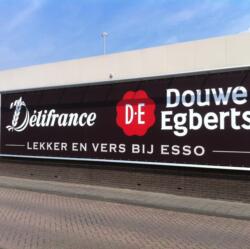 Délifrance
D·E
Douwe
Egberts
LEKKER EN VERS BIJ ESSO